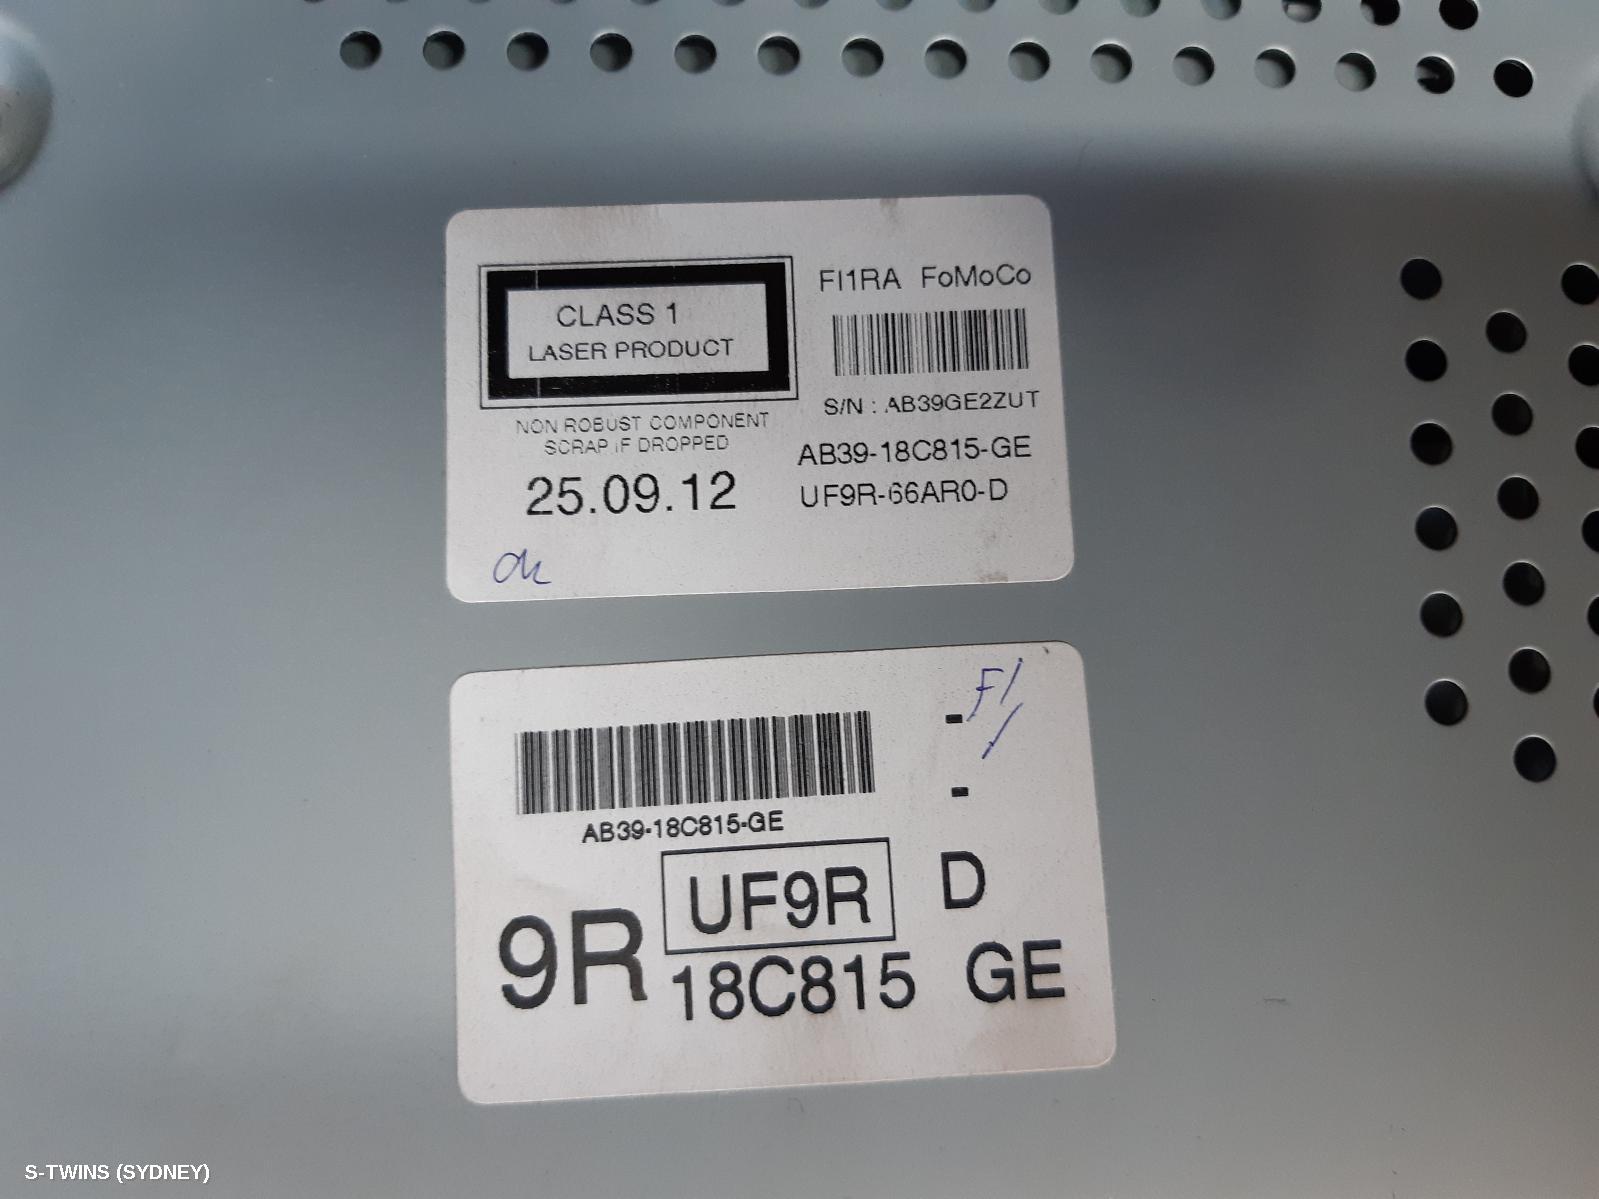 CLASS 1
LASER PRODUCT
NON ROBUST COMPONENT
SCRAP IF DROPPED
25.09.12
ok
FI1RA FoMoCo
S/N : AB39GE2ZUT
AB39-18C815-GE
UF9R-66AR0-D
F/
/
-
-
AB39-18C815-GE
UF9R D
9R 18C815 GE
S-TWINS (SYDNEY)